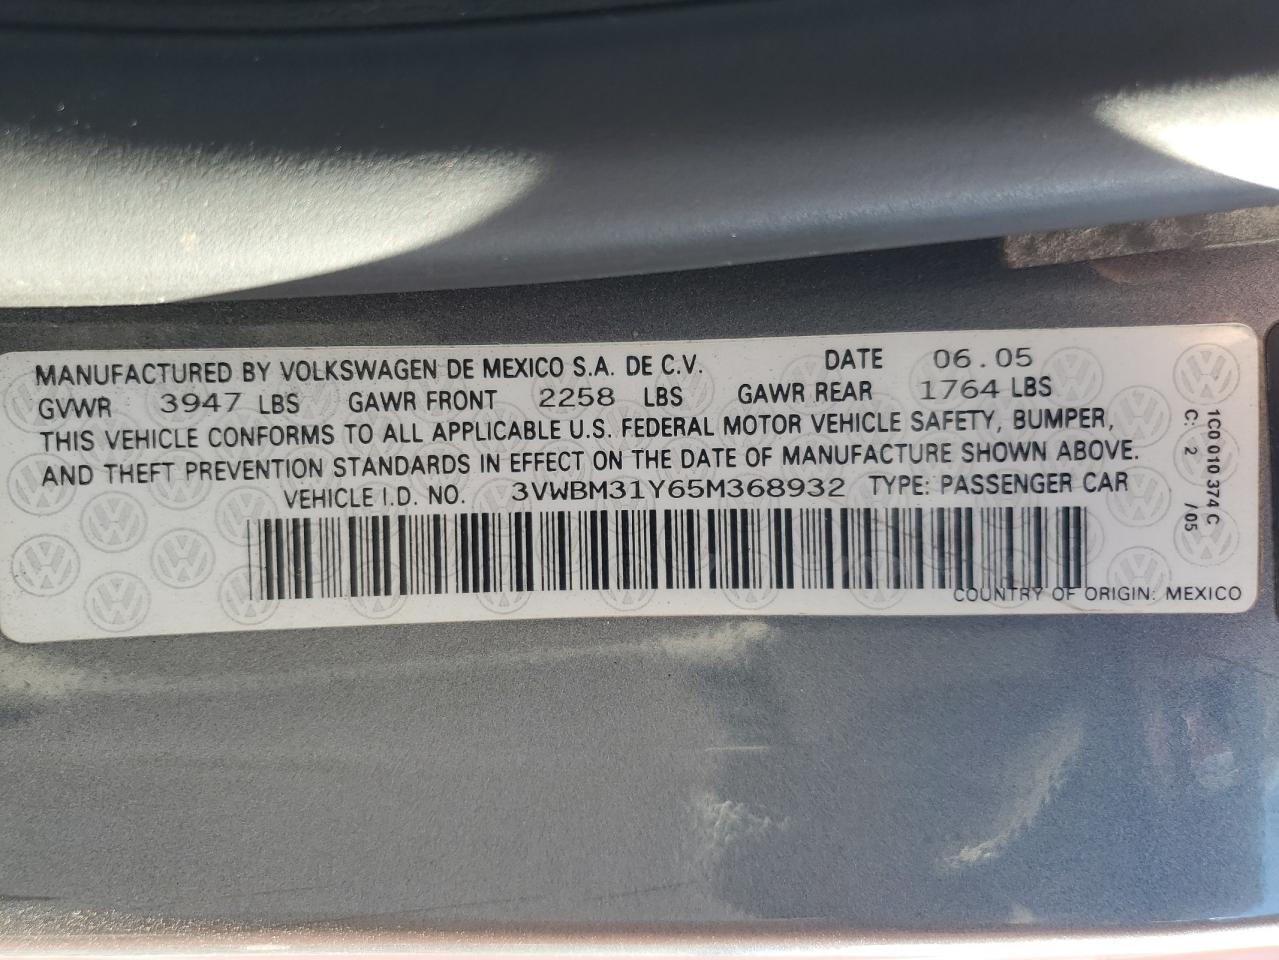 MANUFACTURED BY VOLKSWAGEN DE MEXICO S.A. DE C.V. DATE 06.05
GVWR 3947 LBS GAWR FRONT 2258 LBS GAWR REAR 1764 LBS
THIS VEHICLE CONFORMS TO ALL APPLICABLE U.S. FEDERAL MOTOR VEHICLE SAFETY, BUMPER,
AND THEFT PREVENTION STANDARDS IN EFFECT ON THE DATE OF MANUFACTURE SHOWN ABOVE.
VEHICLE I.D. NO. 3VWBM31Y65M368932 TYPE: PASSENGER CAR
COUNTRY OF ORIGIN: MEXICO
1C0 010 374 C
C: 2 /05